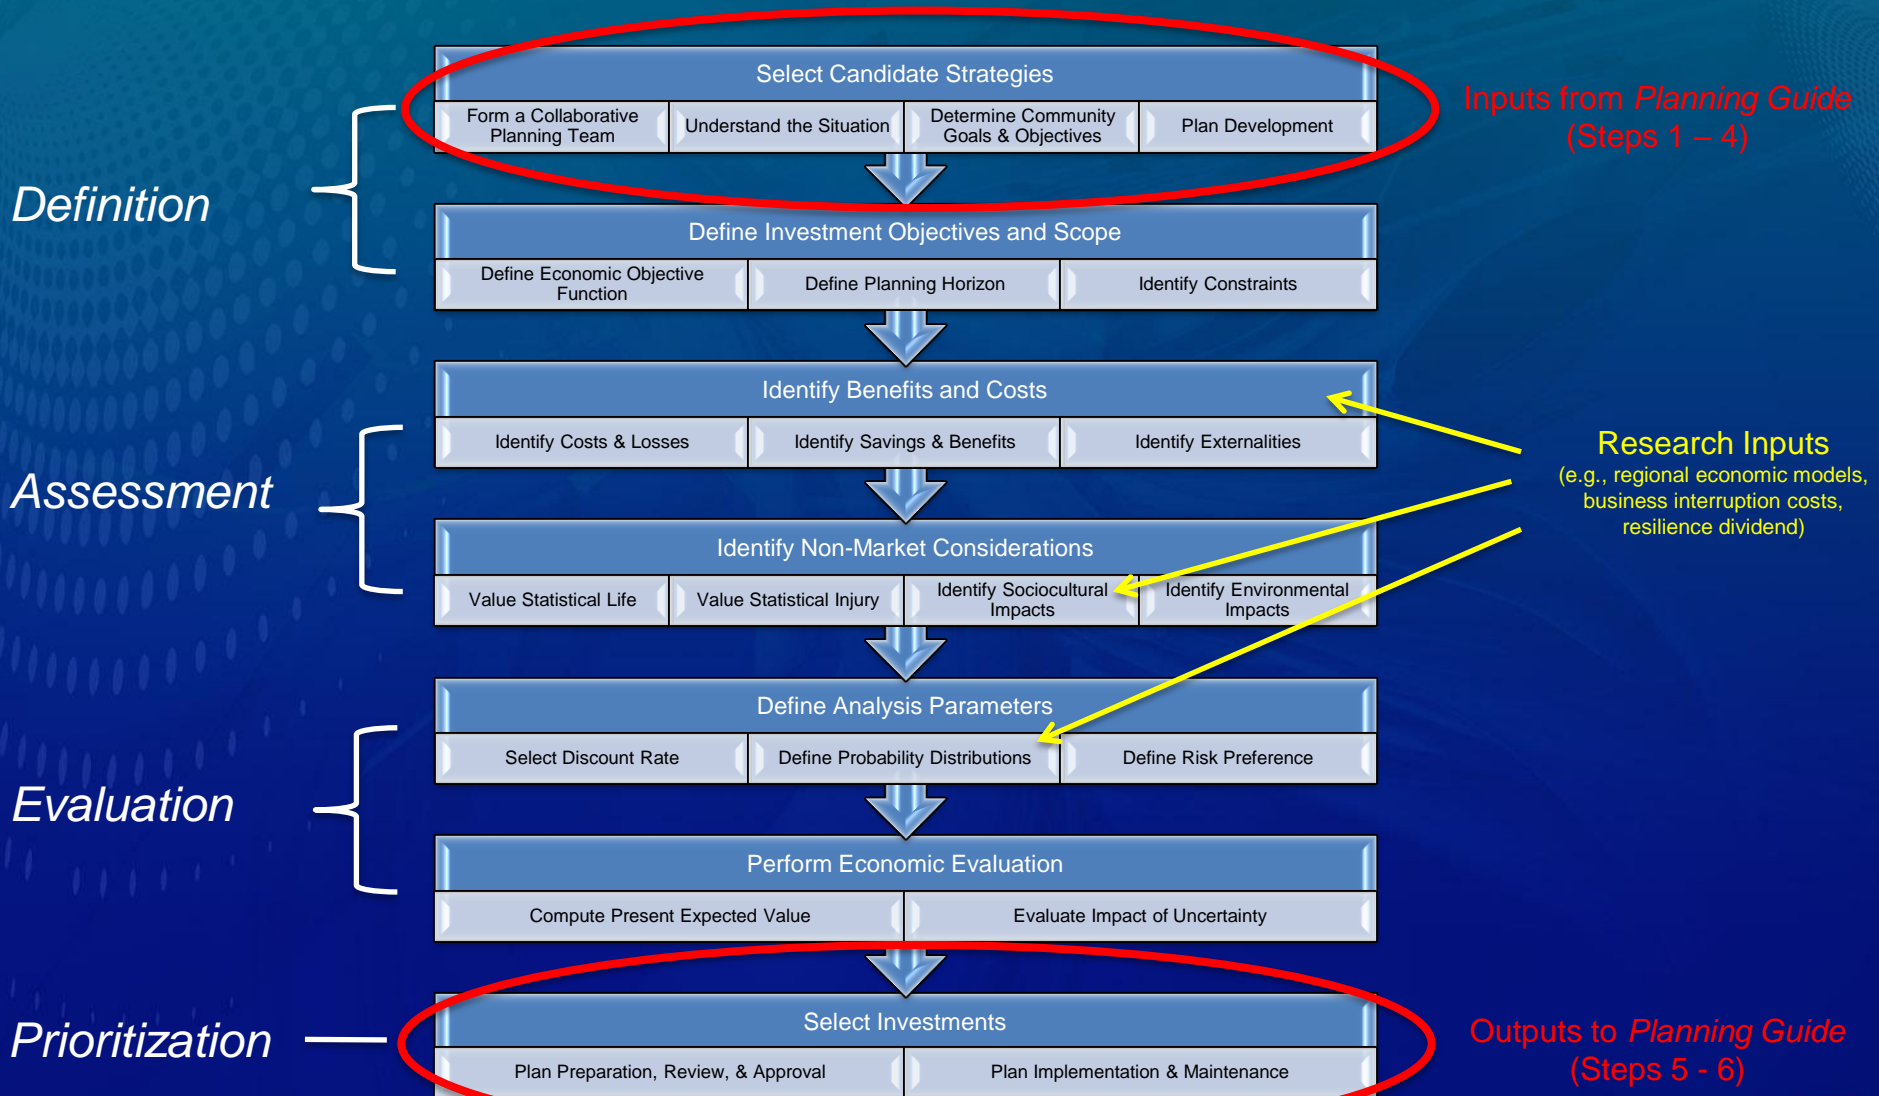 Select Candidate Strategies
Form a Collaborative
Planning Team
Understand the Situation
Determine Community
Goals & Objectives
Plan Development
Inputs from Planning Guide
(Steps 1 – 4)
Definition
Define Investment Objectives and Scope
Define Economic Objective
Function
Define Planning Horizon
Identify Constraints
Identify Benefits and Costs
Identify Costs & Losses
Identify Savings & Benefits
Identify Externalities
Research Inputs
(e.g., regional economic models,
business interruption costs,
resilience dividend)
Assessment
Identify Non-Market Considerations
Value Statistical Life
Value Statistical Injury
Identify Sociocultural
Impacts
Identify Environmental
Impacts
Define Analysis Parameters
Select Discount Rate
Define Probability Distributions
Define Risk Preference
Evaluation
Perform Economic Evaluation
Compute Present Expected Value
Evaluate Impact of Uncertainty
Prioritization
Select Investments
Plan Preparation, Review, & Approval
Plan Implementation & Maintenance
Outputs to Planning Guide
(Steps 5 - 6)